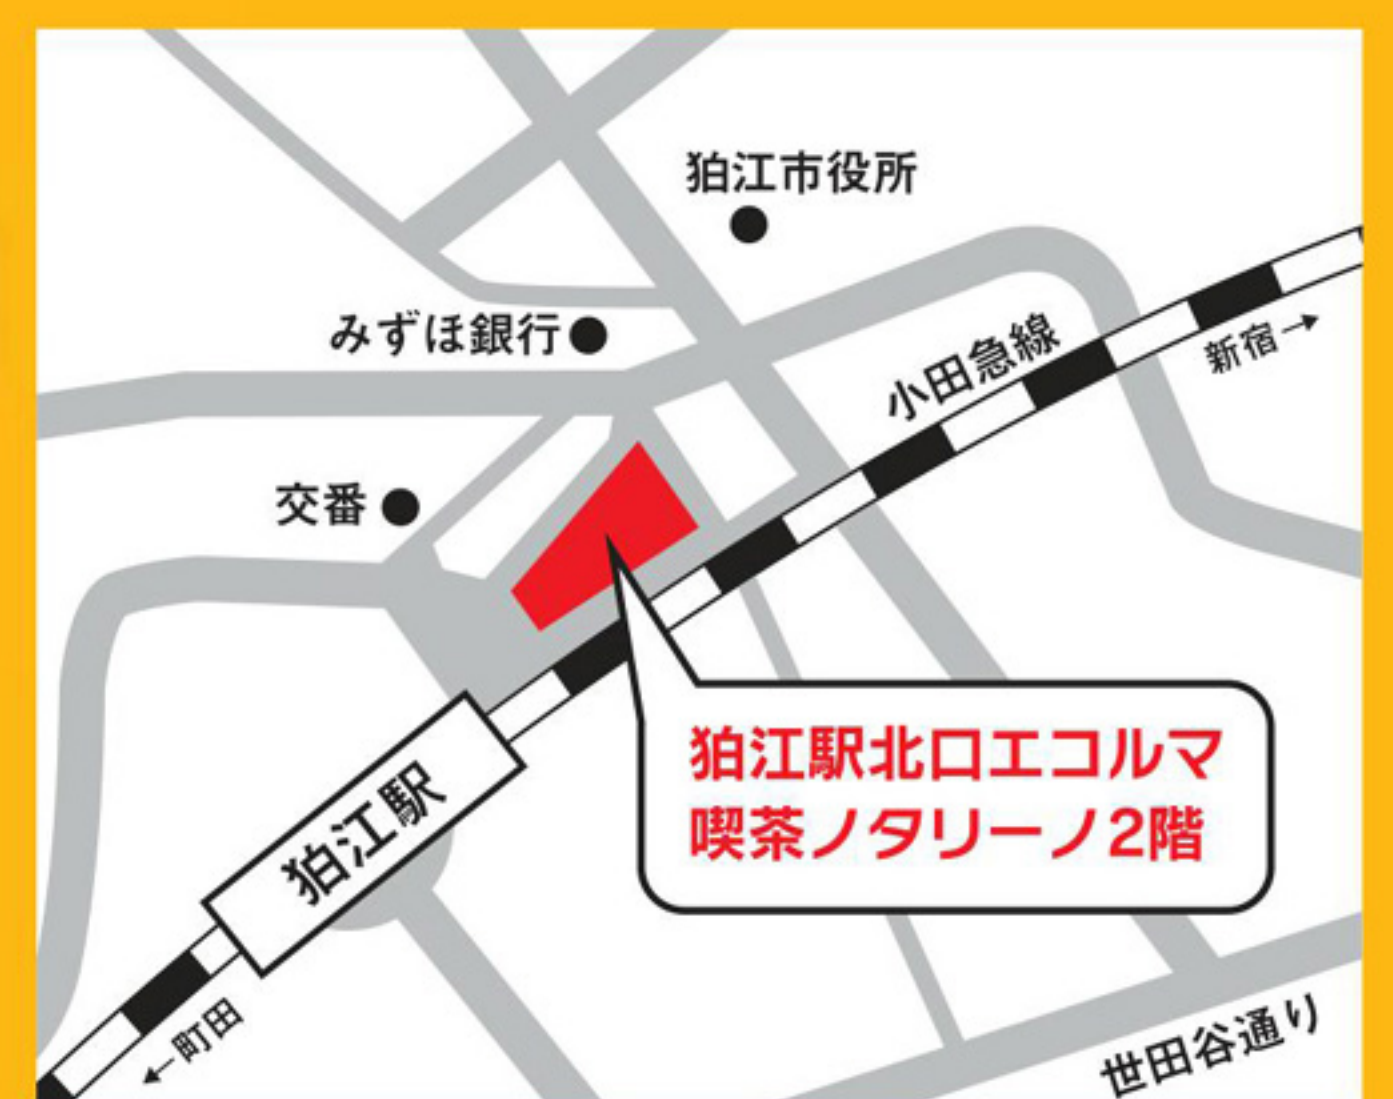 狛江市役所
みずほ銀行
小田急線
新宿→
交番
狛江駅北口エコルマ
喫茶ノタリーノ2階
狛江駅
←町田
世田谷通り